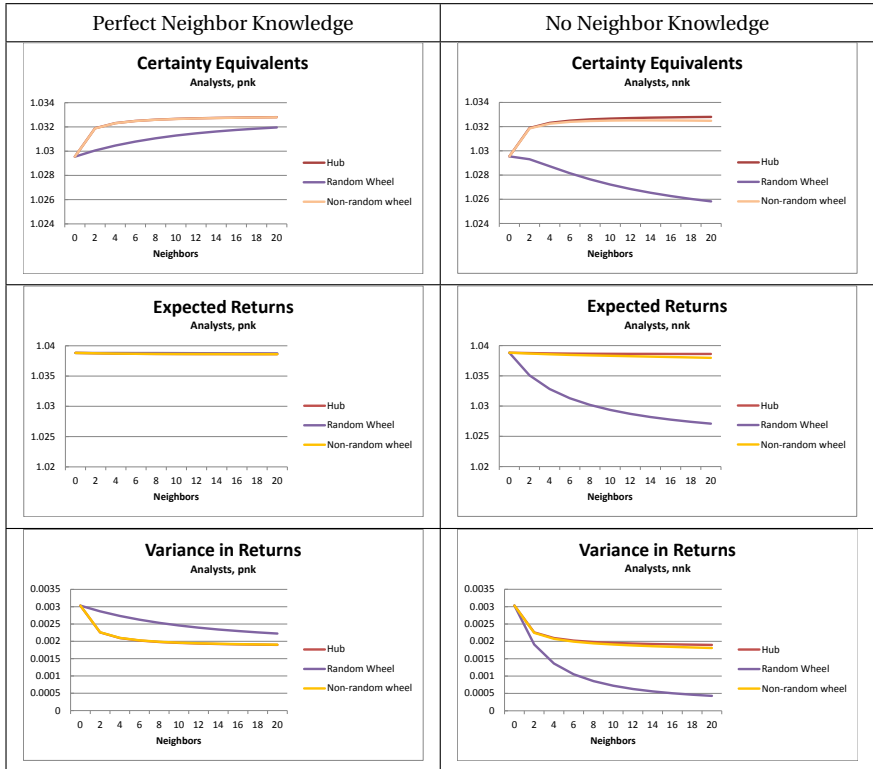 Perfect Neighbor Knowledge
No Neighbor Knowledge
Certainty Equivalents
Analysts, pnk
1.034
1.032
1.03
1.028
1.026
1.024
0 2 4 6 8 10 12 14 16 18 20
Neighbors
Hub
Random Wheel
Non-random wheel
Certainty Equivalents
Analysts, nnk
1.034
1.032
1.03
1.028
1.026
1.024
0 2 4 6 8 10 12 14 16 18 20
Neighbors
Hub
Random Wheel
Non-random wheel
Expected Returns
Analysts, pnk
1.04
1.035
1.03
1.025
1.02
0 2 4 6 8 10 12 14 16 18 20
Neighbors
Hub
Random Wheel
Non-random wheel
Expected Returns
Analysts, nnk
1.04
1.035
1.03
1.025
1.02
0 2 4 6 8 10 12 14 16 18 20
Neighbors
Hub
Random Wheel
Non-random wheel
Variance in Returns
Analysts, pnk
0.0035
0.003
0.0025
0.002
0.0015
0.001
0.0005
0
0 2 4 6 8 10 12 14 16 18 20
Neighbors
Hub
Random Wheel
Non-random wheel
Variance in Returns
Analysts, nnk
0.0035
0.003
0.0025
0.002
0.0015
0.001
0.0005
0
0 2 4 6 8 10 12 14 16 18 20
Neighbors
Hub
Random Wheel
Non-random wheel